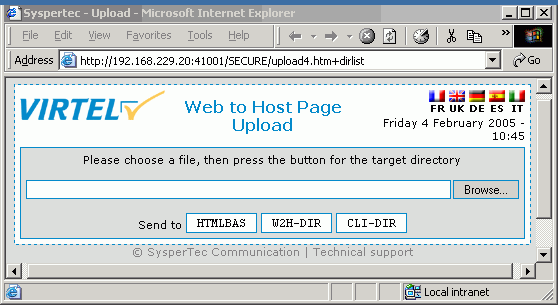 Syspertec - Upload - Microsoft Internet Explorer
File Edit View Favorites Tools Help
Address http://192.168.229.20:41001/SECURE/upload4.htm+dirlist Go
VIRTEL
Web to Host Page
Upload
FR UK DE ES IT
Friday 4 February 2005 -
10:45
Please choose a file, then press the button for the target directory
Browse...
Send to HTMLBAS W2H-DIR CLI-DIR
© SysperTec Communication | Technical support
Local intranet